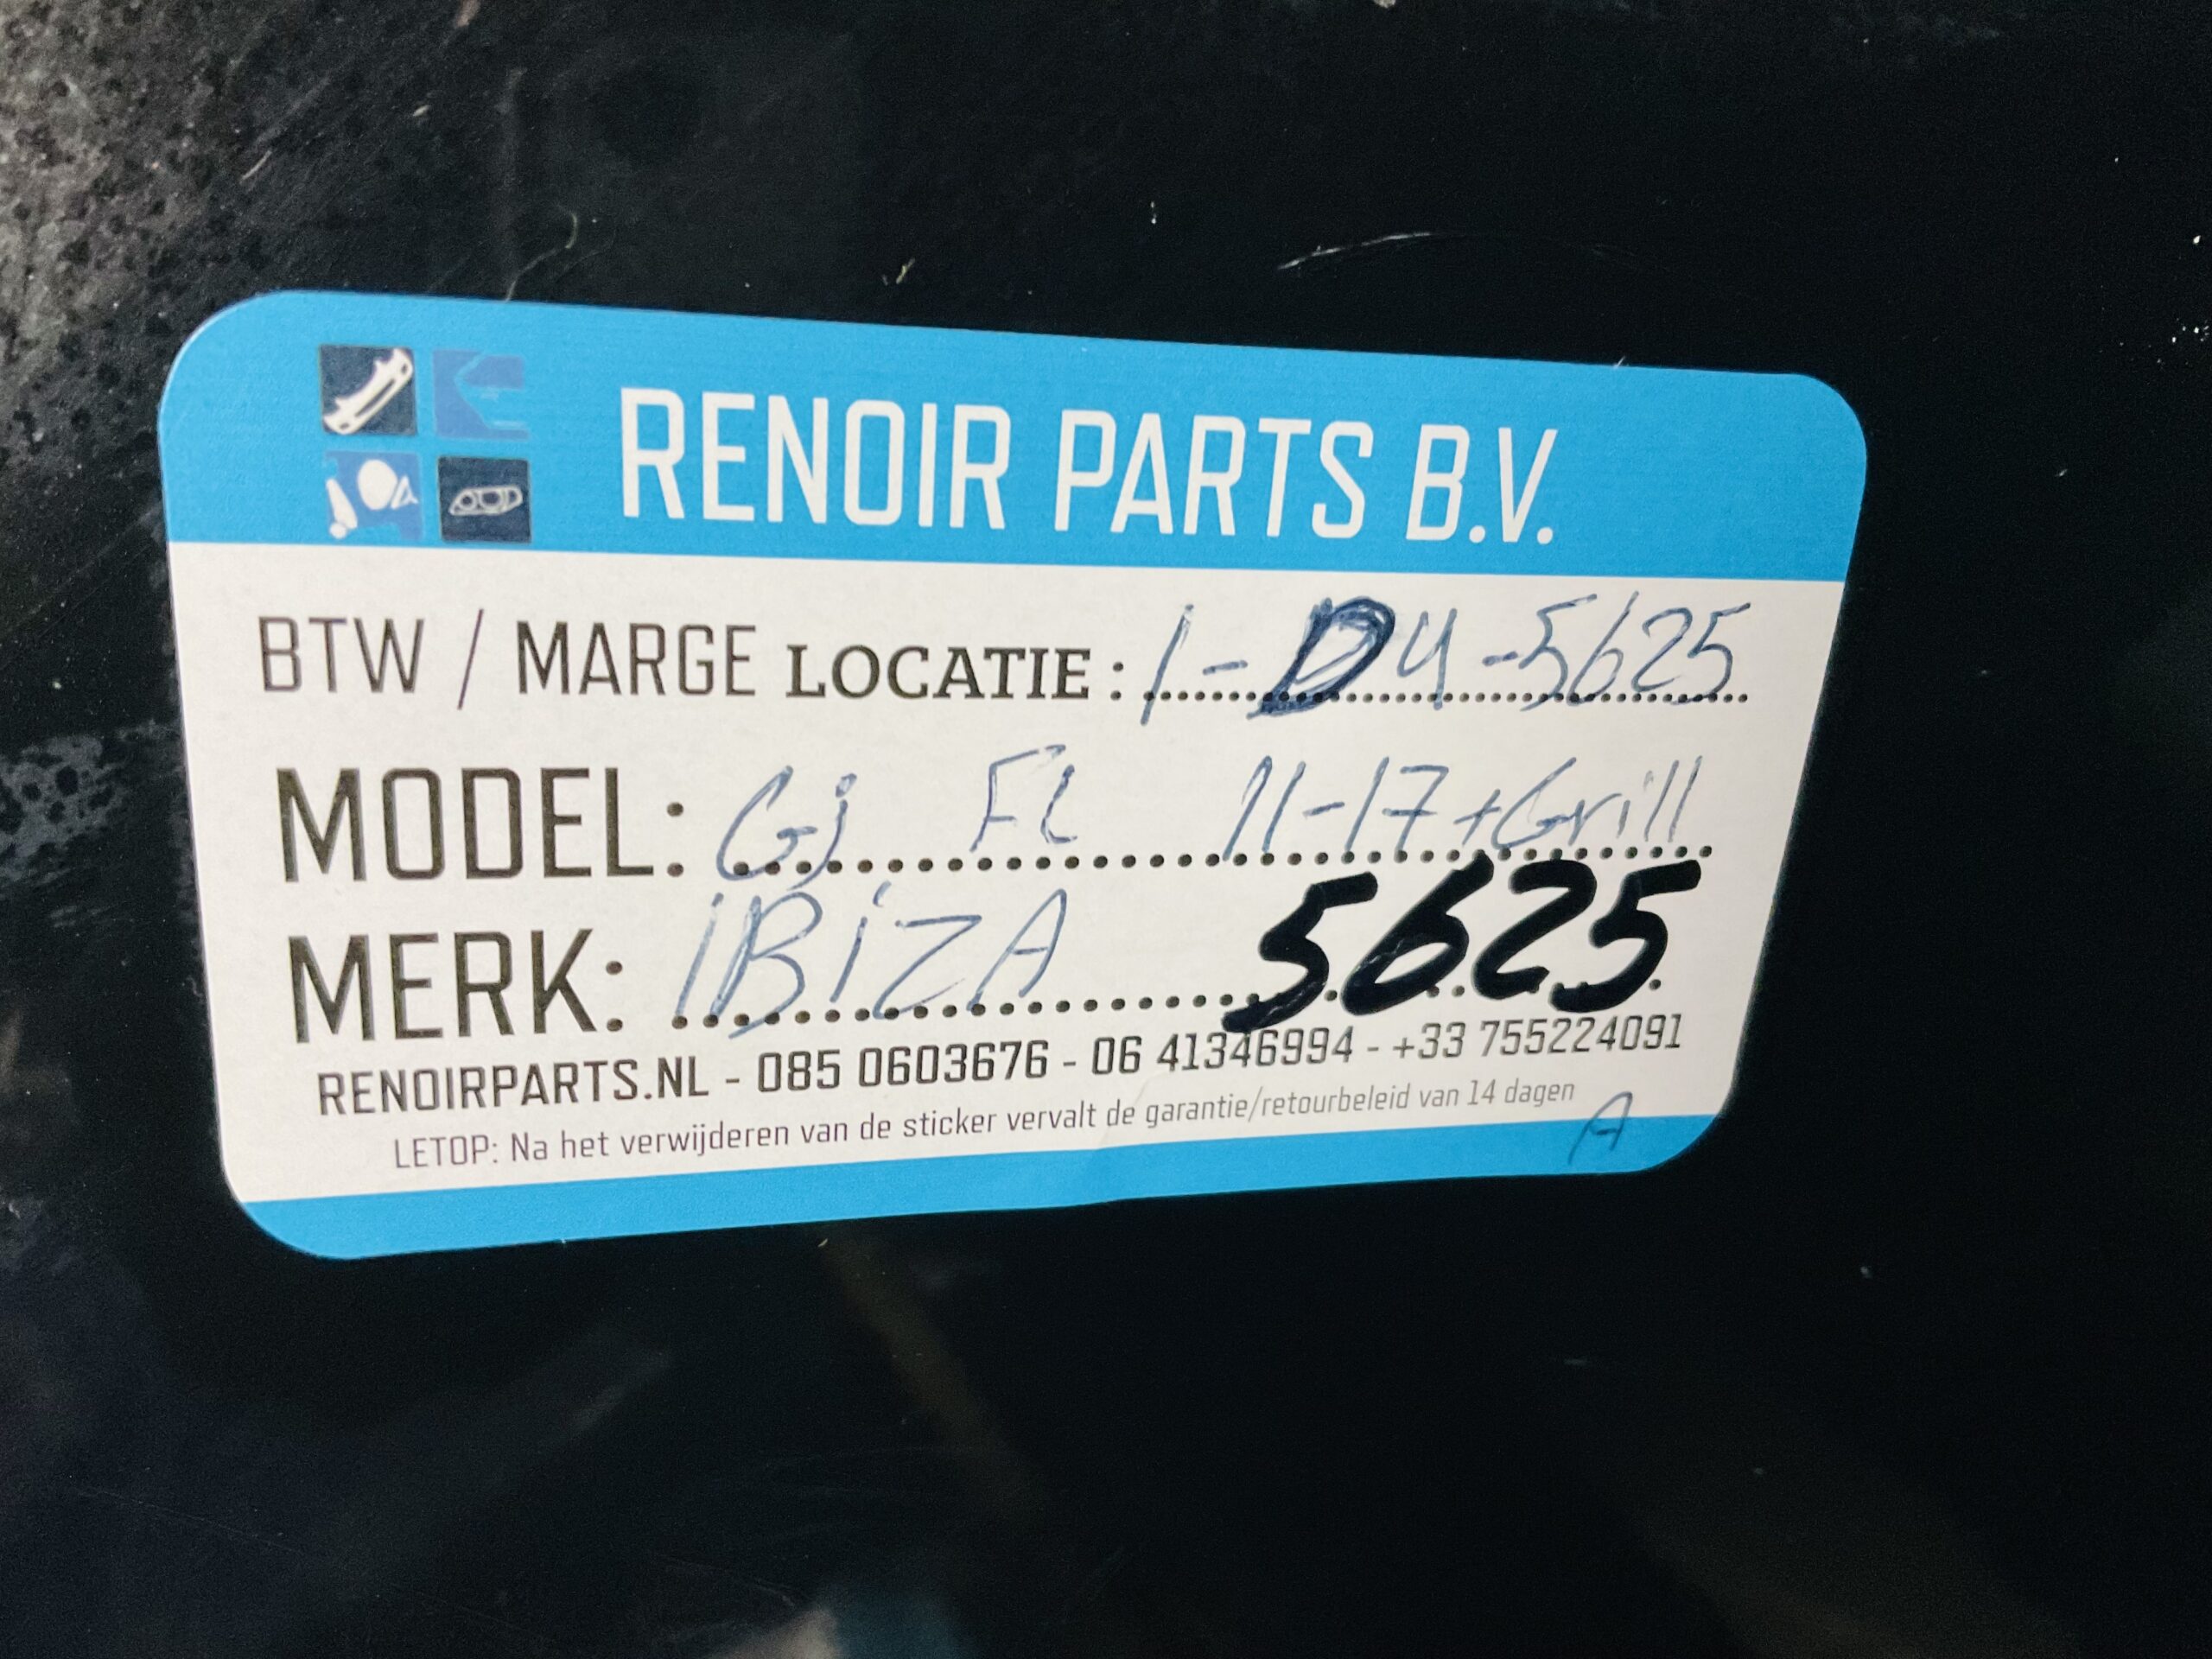 RENOIR PARTS B.V.
BTW / MARGE LOCATIE : 1-D4-5625
MODEL: Gj FL 11-17+Grill
MERK: IBIZA 5625
RENOIRPARTS.NL - 085 0603676 - 06 41346994 - +33 755224091
LETOP: Na het verwijderen van de sticker vervalt de garantie/retourbeleid van 14 dagen
A